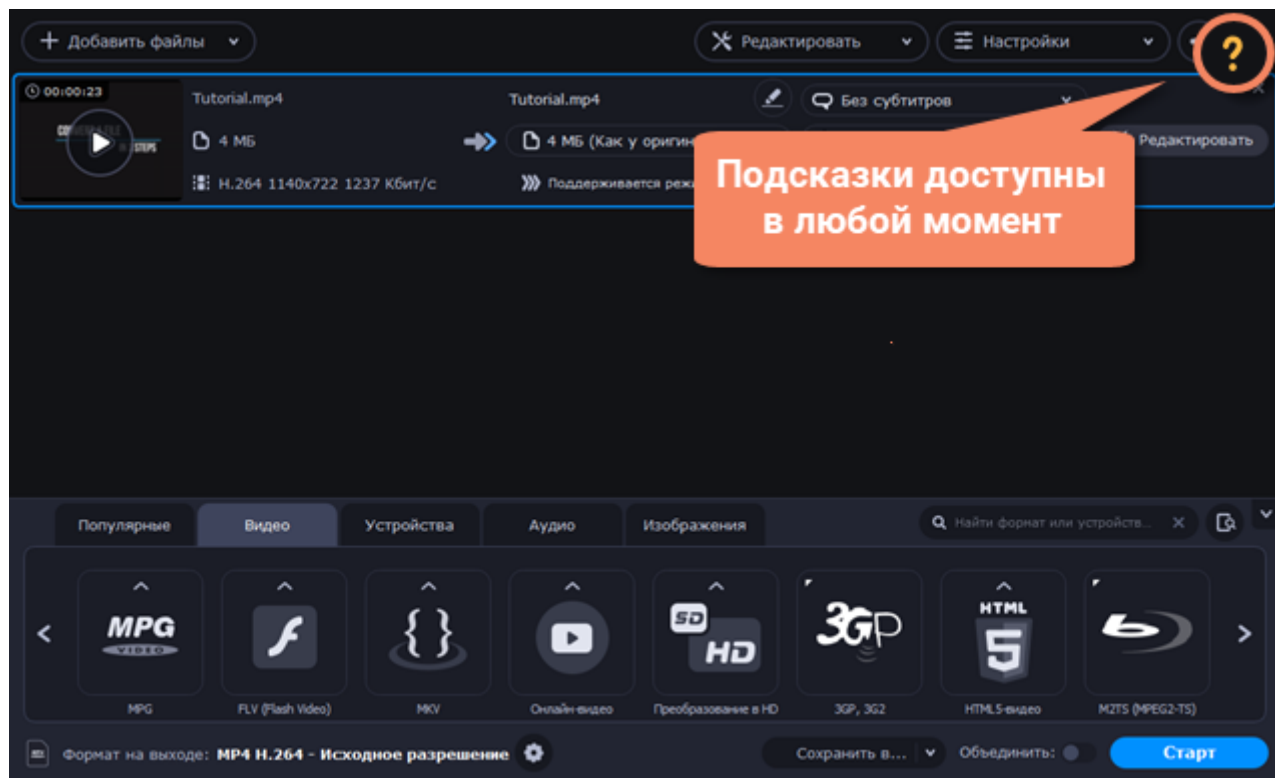 Добавить файлы
Редактировать
Настройки
?
00:00:23
Tutorial.mp4
Tutorial.mp4
Без субтитров
4 МБ
4 МБ (Как у
Редактировать
H.264 1140x722 1237 Кбит/с
Поддерживается
Подсказки доступны
в любой момент
Популярные
Видео
Устройства
Аудио
Изображения
Найти формат или устройств...
MPG
VIDEO
SD
HD
3GP
HTML
5
MPG
FLV (Flash Video)
MKV
Онлайн-видео
Преобразование в HD
3GP, 3G2
HTML5-видео
M2TS (MPEG2-TS)
Формат на выходе: MP4 H.264 - Исходное разрешение
Сохранить в...
Объединить:
Старт